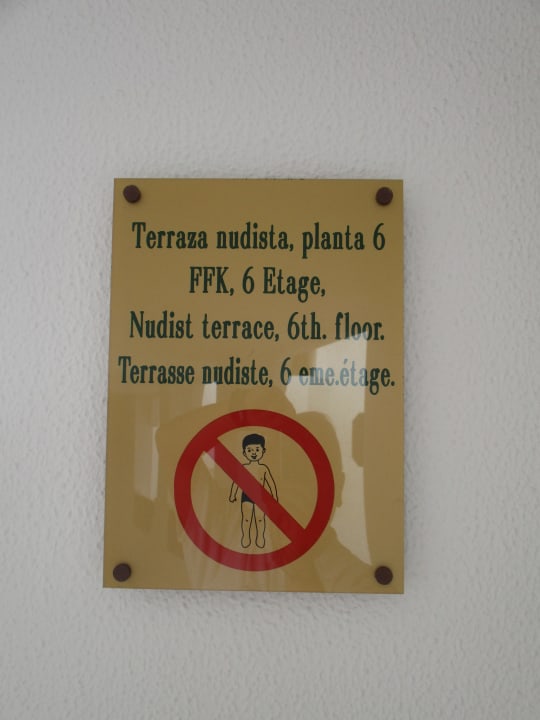 Terraza nudista, planta 6
FFK, 6 Etage,
Nudist terrace, 6th. floor.
Terrasse nudiste, 6 eme.étage.